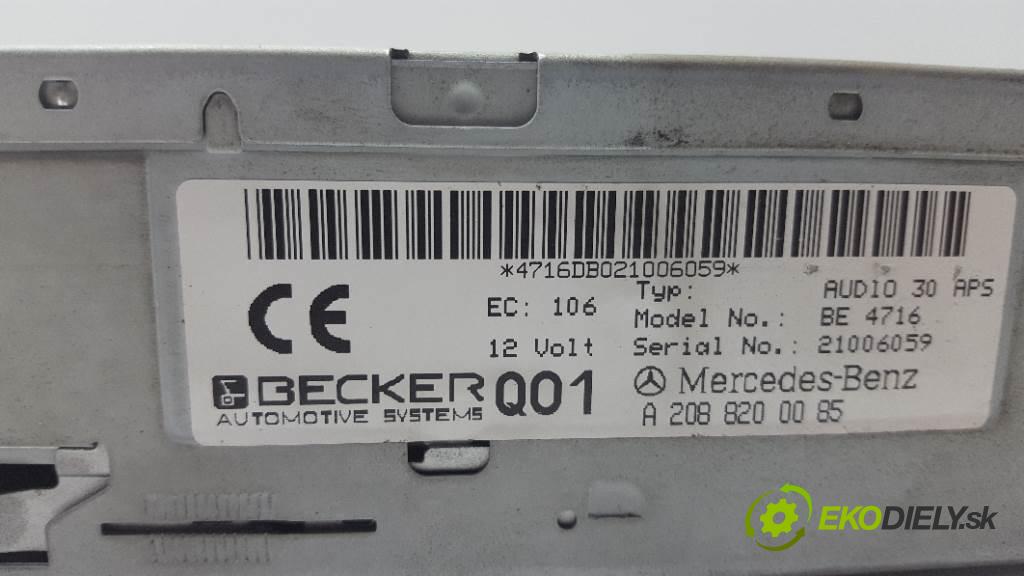 *4716DB021006059*
CE
EC: 106
Typ: AUDIO 30 APS
Model No.: BE 4716
12 Volt
Serial No.: 21006059
BECKER
AUTOMOTIVE SYSTEMS
Q01
Mercedes-Benz
A 208 820 00 85
EKODIELY.sk